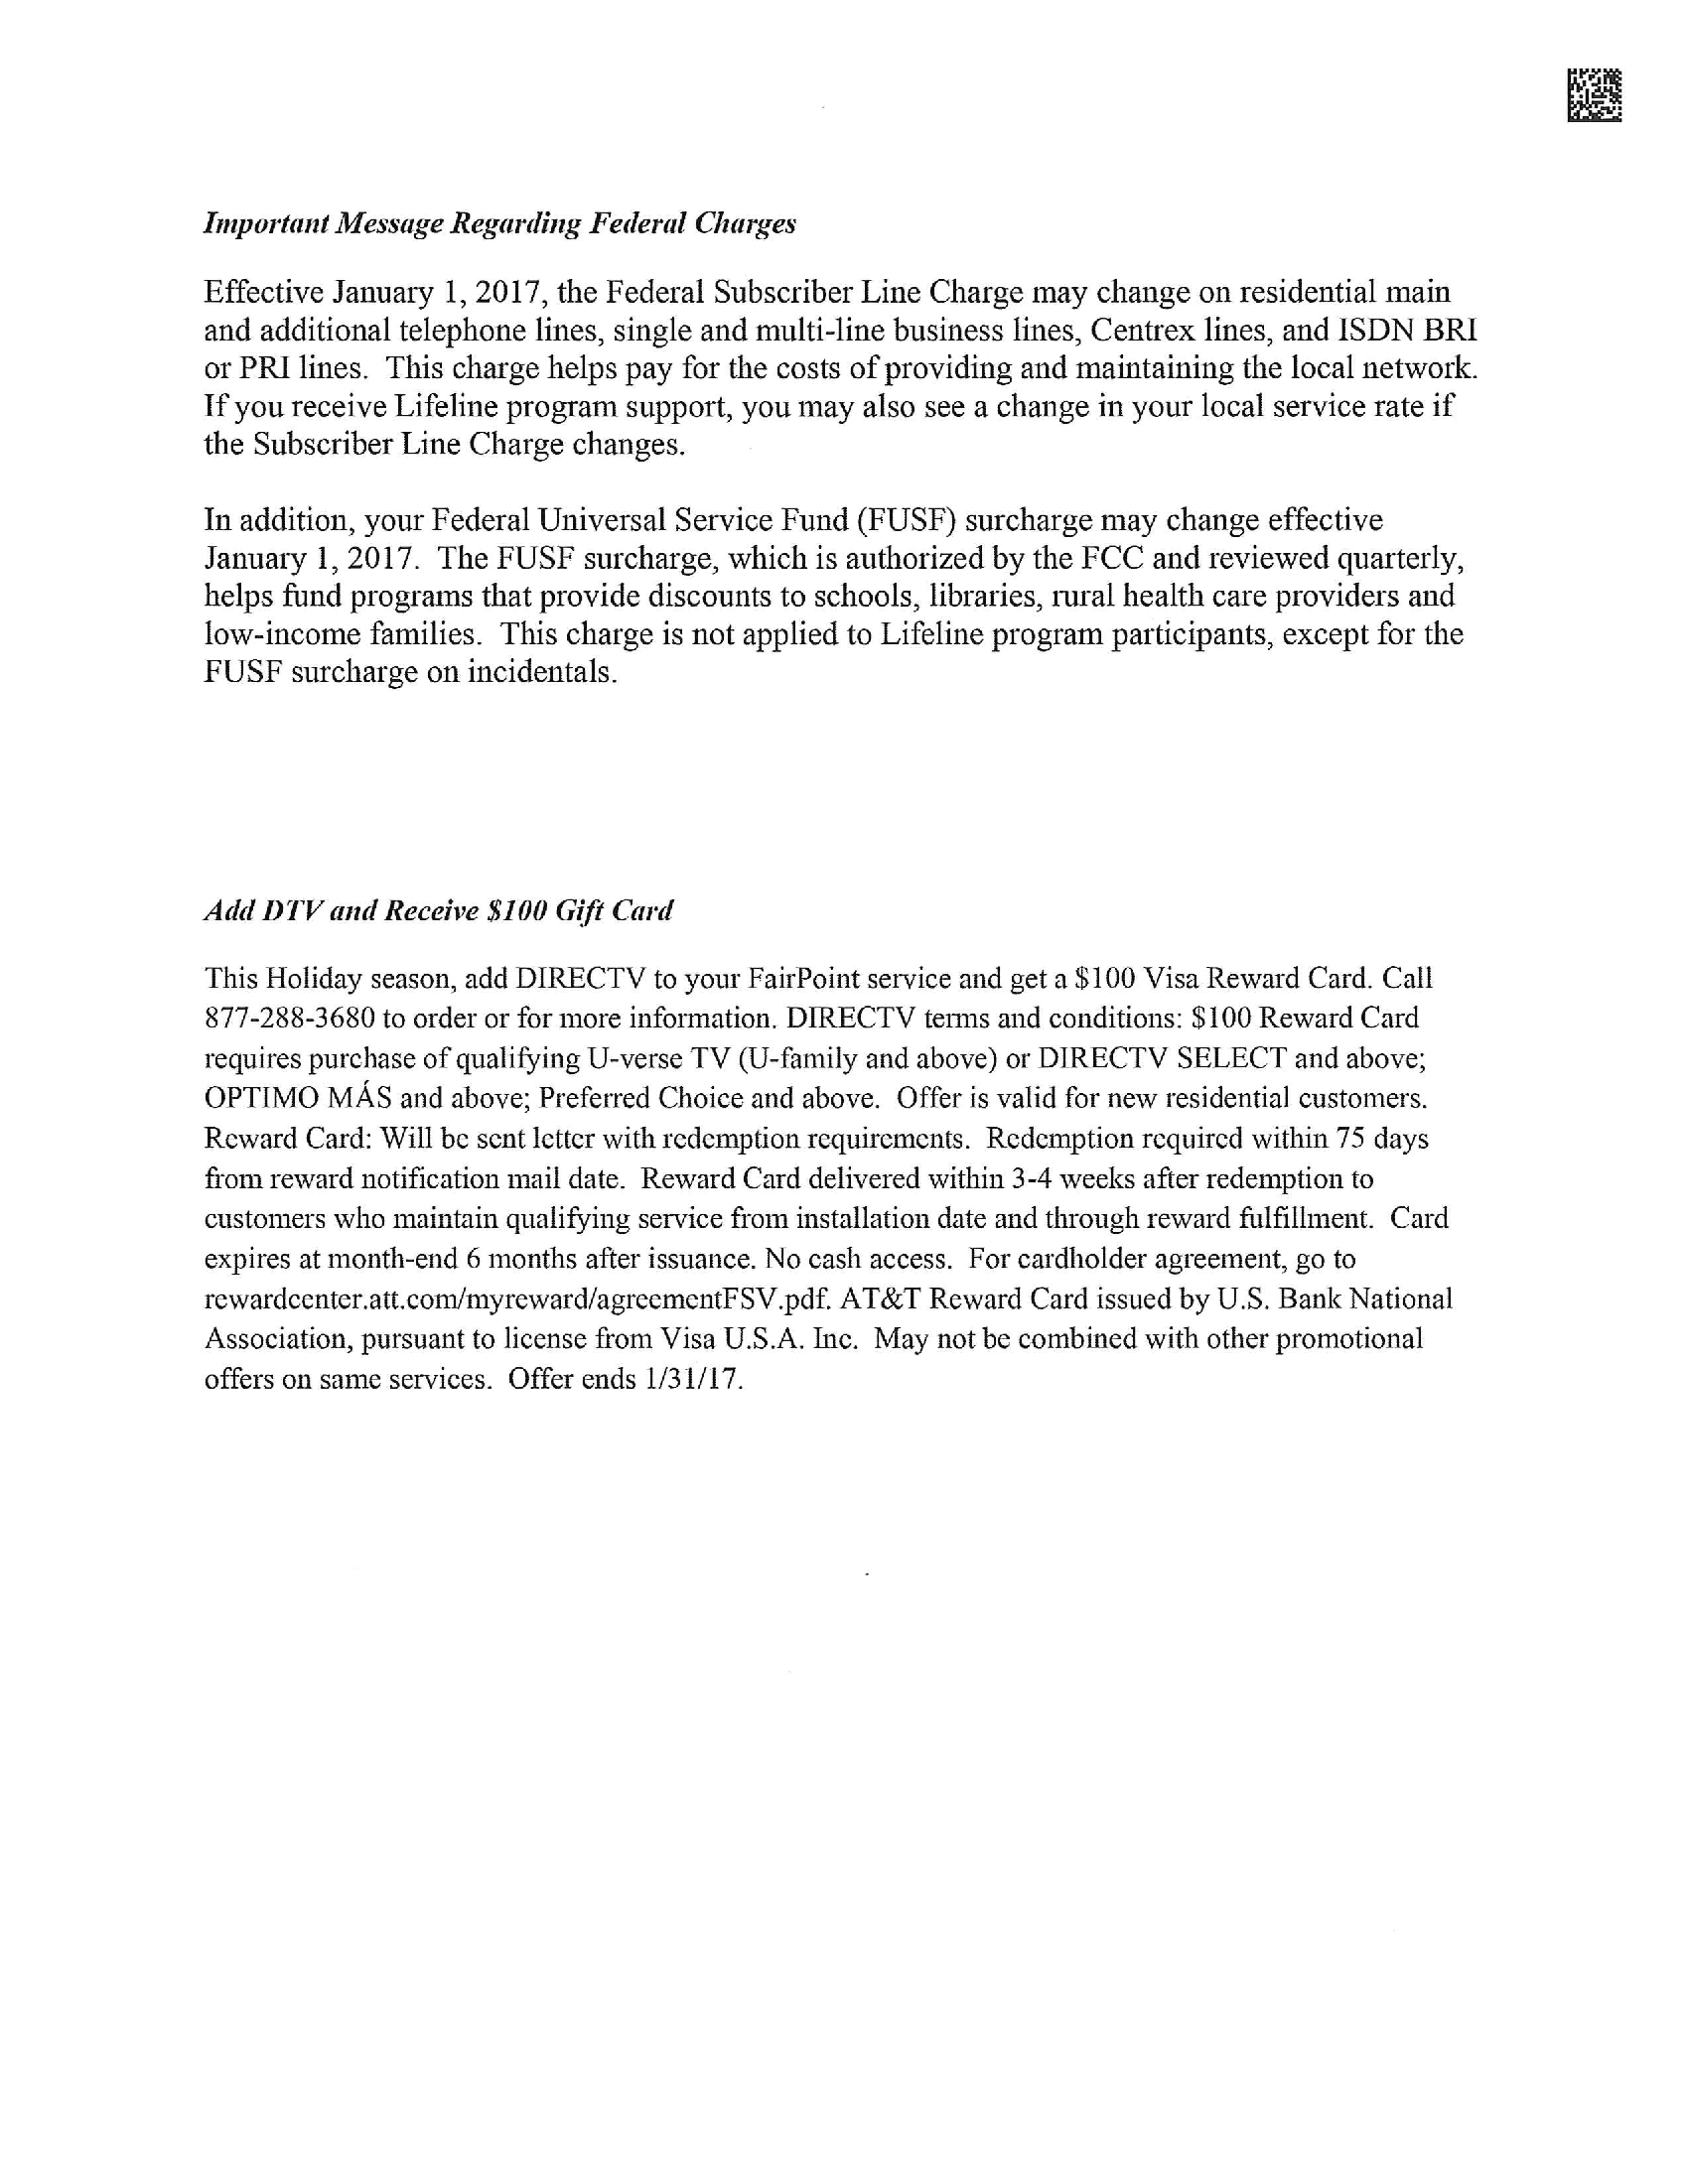 Important Message Regarding Federal Charges
Effective January 1, 2017, the Federal Subscriber Line Charge may change on residential main
and additional telephone lines, single and multi-line business lines, Centrex lines, and ISDN BRI
or PRI lines.  This charge helps pay for the costs of providing and maintaining the local network.
If you receive Lifeline program support, you may also see a change in your local service rate if
the Subscriber Line Charge changes.
In addition, your Federal Universal Service Fund (FUSF) surcharge may change effective
January 1, 2017.  The FUSF surcharge, which is authorized by the FCC and reviewed quarterly,
helps fund programs that provide discounts to schools, libraries, rural health care providers and
low-income families.  This charge is not applied to Lifeline program participants, except for the
FUSF surcharge on incidentals.
Add DTV and Receive $100 Gift Card
This Holiday season, add DIRECTV to your FairPoint service and get a $100 Visa Reward Card. Call
877-288-3680 to order or for more information. DIRECTV terms and conditions: $100 Reward Card
requires purchase of qualifying U-verse TV (U-family and above) or DIRECTV SELECT and above;
OPTIMO MÁS and above; Preferred Choice and above.  Offer is valid for new residential customers.
Reward Card: Will be sent letter with redemption requirements.  Redemption required within 75 days
from reward notification mail date.  Reward Card delivered within 3-4 weeks after redemption to
customers who maintain qualifying service from installation date and through reward fulfillment.  Card
expires at month-end 6 months after issuance. No cash access.  For cardholder agreement, go to
rewardcenter.att.com/myreward/agreementFSV.pdf. AT&T Reward Card issued by U.S. Bank National
Association, pursuant to license from Visa U.S.A. Inc.  May not be combined with other promotional
offers on same services.  Offer ends 1/31/17.